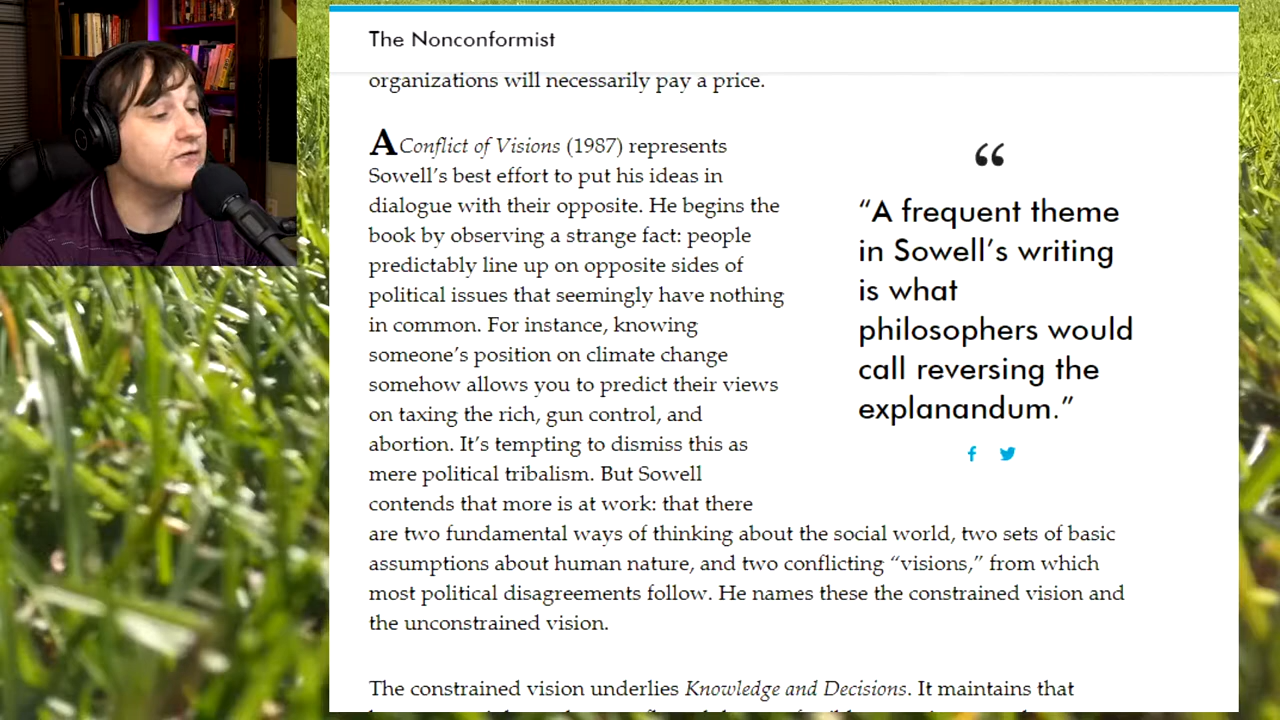 The Nonconformist
organizations will necessarily pay a price.
A Conflict of Visions (1987) represents
Sowell’s best effort to put his ideas in
dialogue with their opposite. He begins the
book by observing a strange fact: people
predictably line up on opposite sides of
political issues that seemingly have nothing
in common. For instance, knowing
someone’s position on climate change
somehow allows you to predict their views
on taxing the rich, gun control, and
abortion. It’s tempting to dismiss this as
mere political tribalism. But Sowell
contends that more is at work: that there
are two fundamental ways of thinking about the social world, two sets of basic
assumptions about human nature, and two conflicting “visions,” from which
most political disagreements follow. He names these the constrained vision and
the unconstrained vision.
“
“A frequent theme
in Sowell’s writing
is what
philosophers would
call reversing the
explanandum.”
The constrained vision underlies Knowledge and Decisions. It maintains that